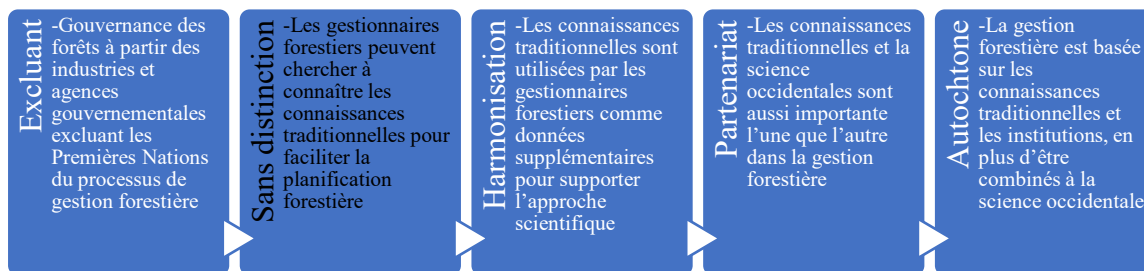 Excluant
-Gouvernance des
forêts à partir des
industries et
agences
gouvernementales
excluant les
Premières Nations
du processus de
gestion forestière
Sans distinction
-Les gestionnaires
forestiers peuvent
chercher à
connaître les
connaissances
traditionnelles pour
faciliter la
planification
forestière
Harmonisation
-Les connaissances
traditionnelles sont
utilisées par les
gestionnaires
forestiers comme
données
supplémentaires
pour supporter
l’approche
scientifique
Partenariat
-Les connaissances
traditionnelles et la
science
occidentales sont
aussi importante
l’une que l’autre
dans la gestion
forestière
Autochtone
-La gestion
forestière est basée
sur les
connaissances
traditionnelles et
les institutions, en
plus d’être
combinés à la
science occidentale